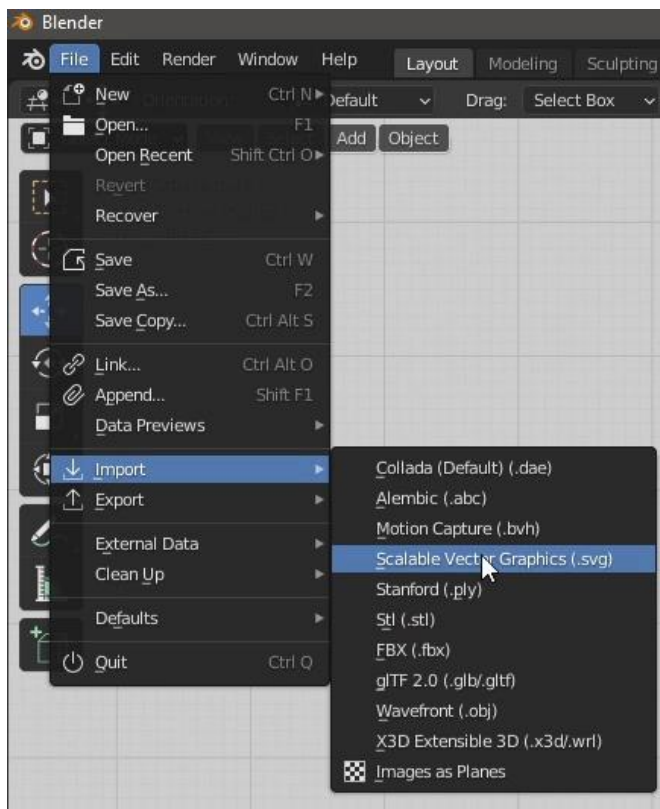 Blender
File Edit Render Window Help Layout Modeling Sculpting
Default Drag: Select Box
Add Object
New Ctrl N
Open... F1
Open Recent Shift Ctrl O
Revert
Recover
Save Ctrl W
Save As... F2
Save Copy... Ctrl Alt S
Link... Ctrl Alt O
Append... Shift F1
Data Previews
Import
Export
External Data
Clean Up
Defaults
Quit Ctrl Q
Collada (Default) (.dae)
Alembic (.abc)
Motion Capture (.bvh)
Scalable Vector Graphics (.svg)
Stanford (.ply)
Stl (.stl)
FBX (.fbx)
glTF 2.0 (.glb/.gltf)
Wavefront (.obj)
X3D Extensible 3D (.x3d/.wrl)
Images as Planes